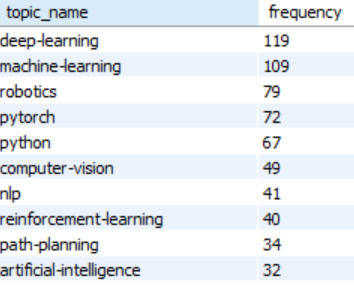 topic_name frequency
deep-learning 119
machine-learning 109
robotics 79
pytorch 72
python 67
computer-vision 49
nlp 41
reinforcement-learning 40
path-planning 34
artificial-intelligence 32